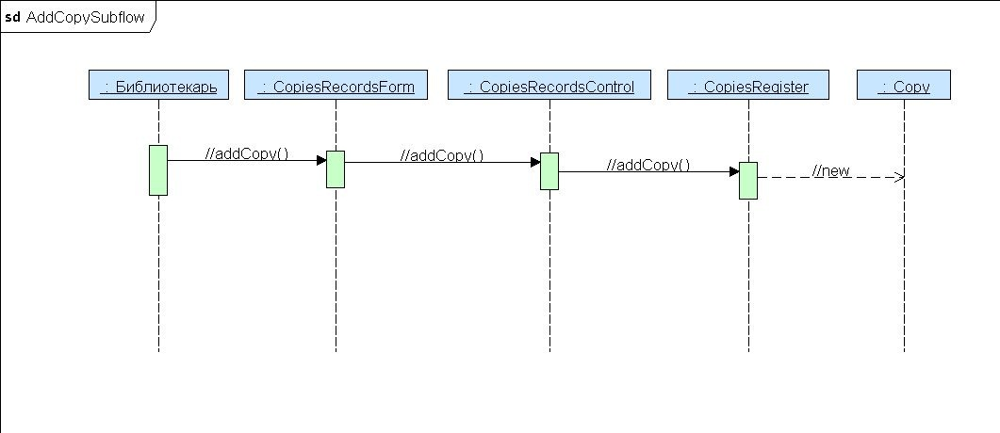 sd AddCopySubflow
: Библиотекарь
: CopiesRecordsForm
: CopiesRecordsControl
: CopiesRegister
: Copy
//addCopy()
//addCopy()
//addCopy()
//new